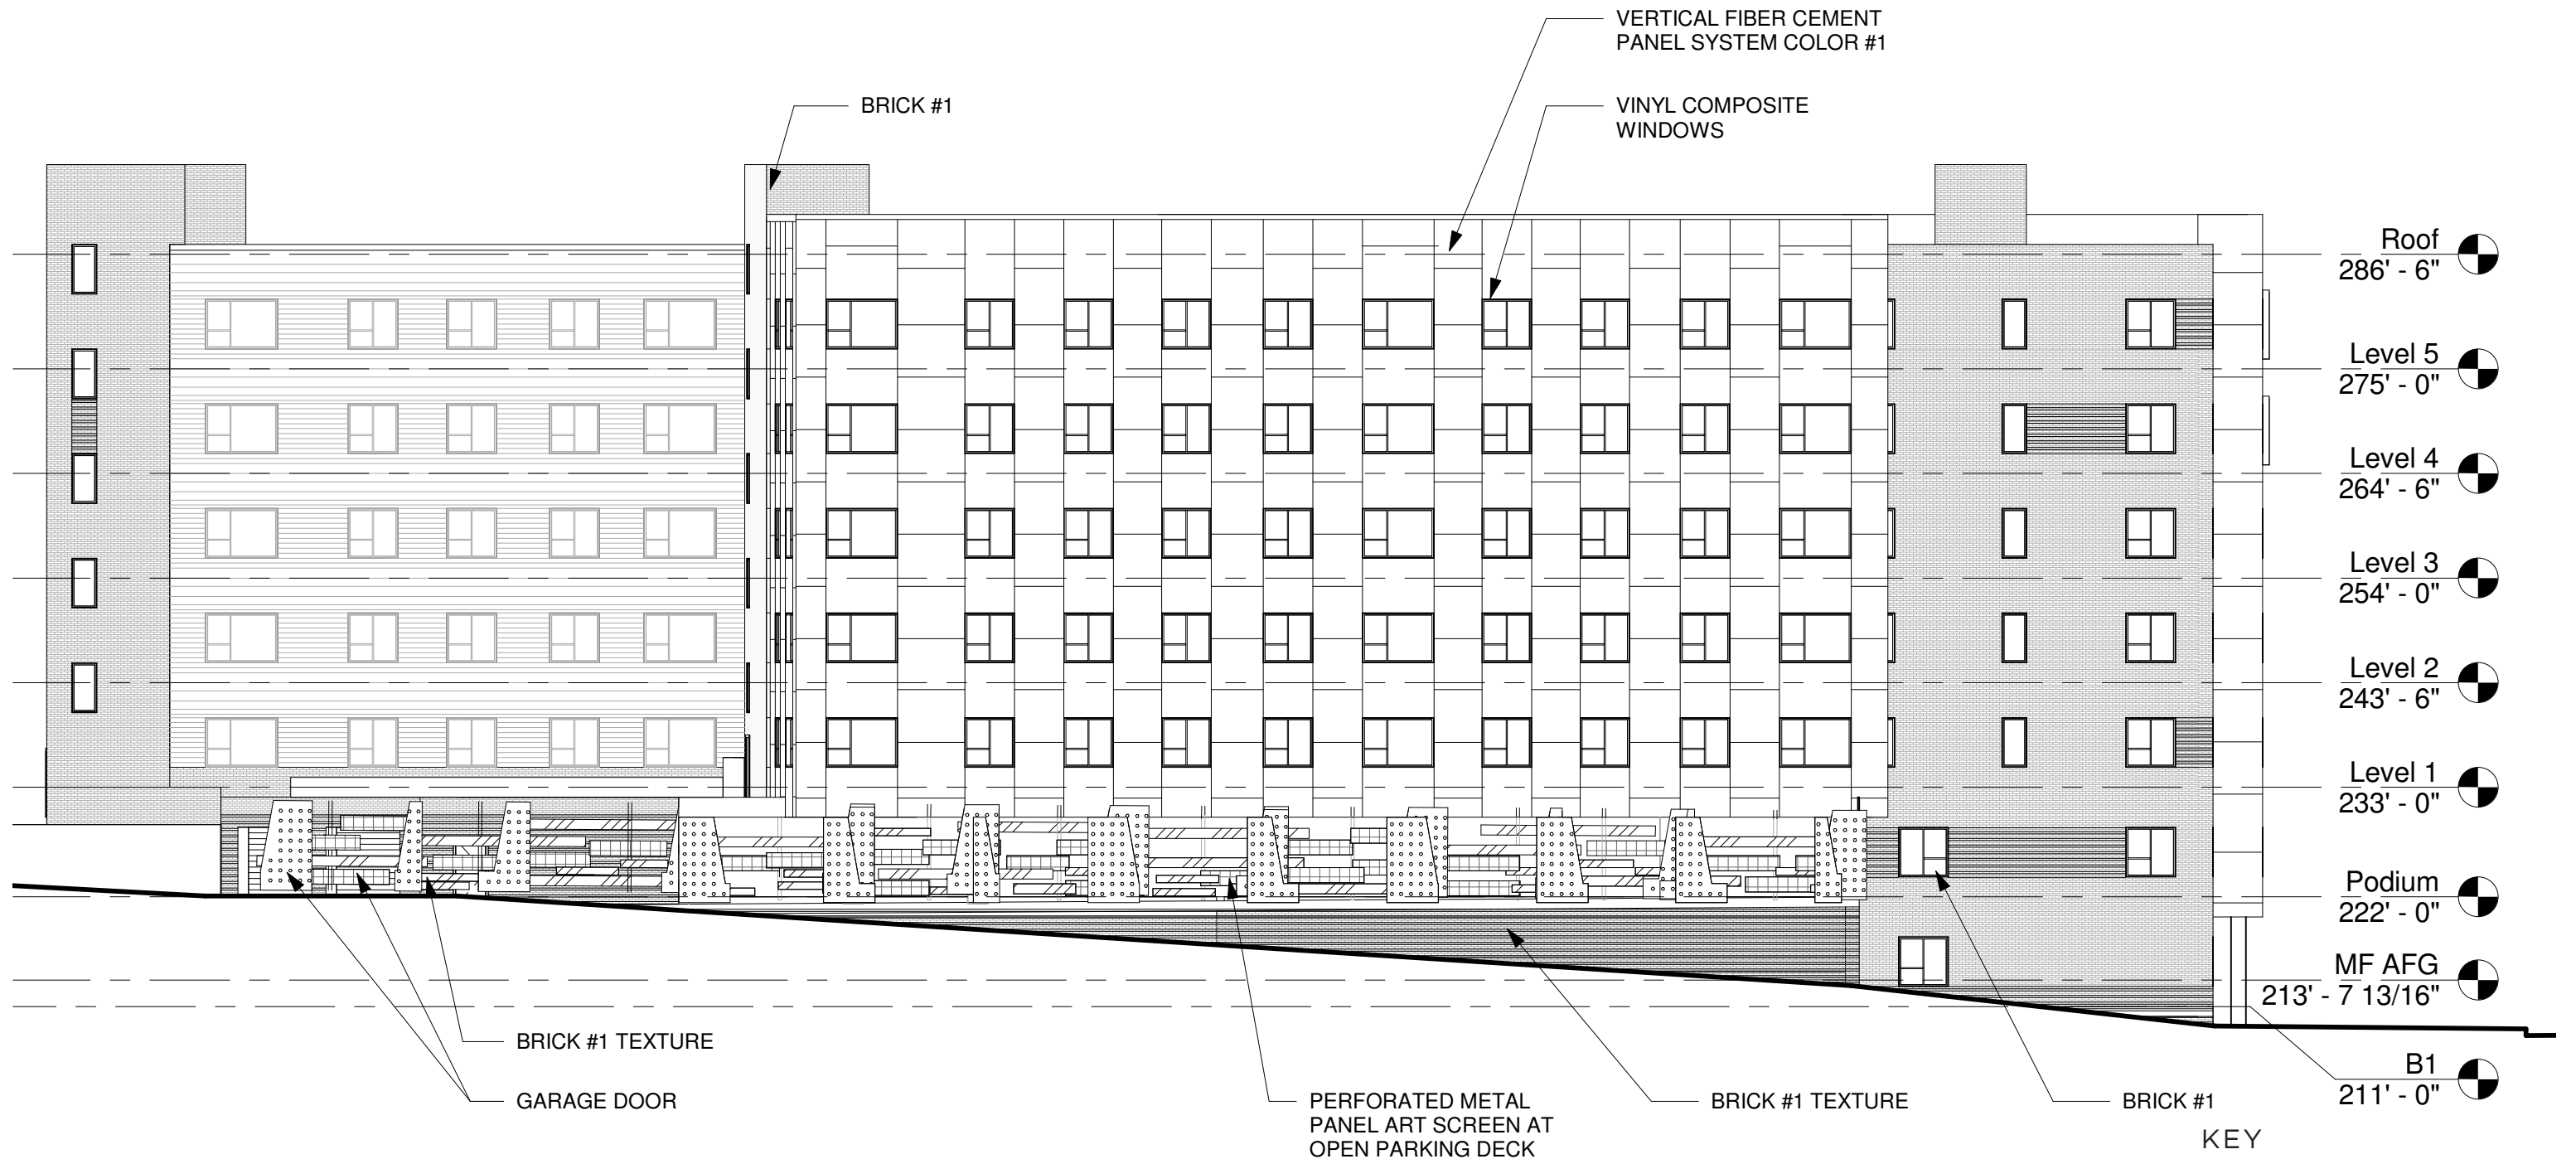 VERTICAL FIBER CEMENT
PANEL SYSTEM COLOR #1
BRICK #1
VINYL COMPOSITE
WINDOWS
Roof
286' - 6"
Level 5
275' - 0"
Level 4
264' - 6"
Level 3
254' - 0"
Level 2
243' - 6"
Level 1
233' - 0"
Podium
222' - 0"
MF AFG
213' - 7 13/16"
B1
211' - 0"
BRICK #1 TEXTURE
GARAGE DOOR
PERFORATED METAL
PANEL ART SCREEN AT
OPEN PARKING DECK
BRICK #1 TEXTURE
BRICK #1
KEY